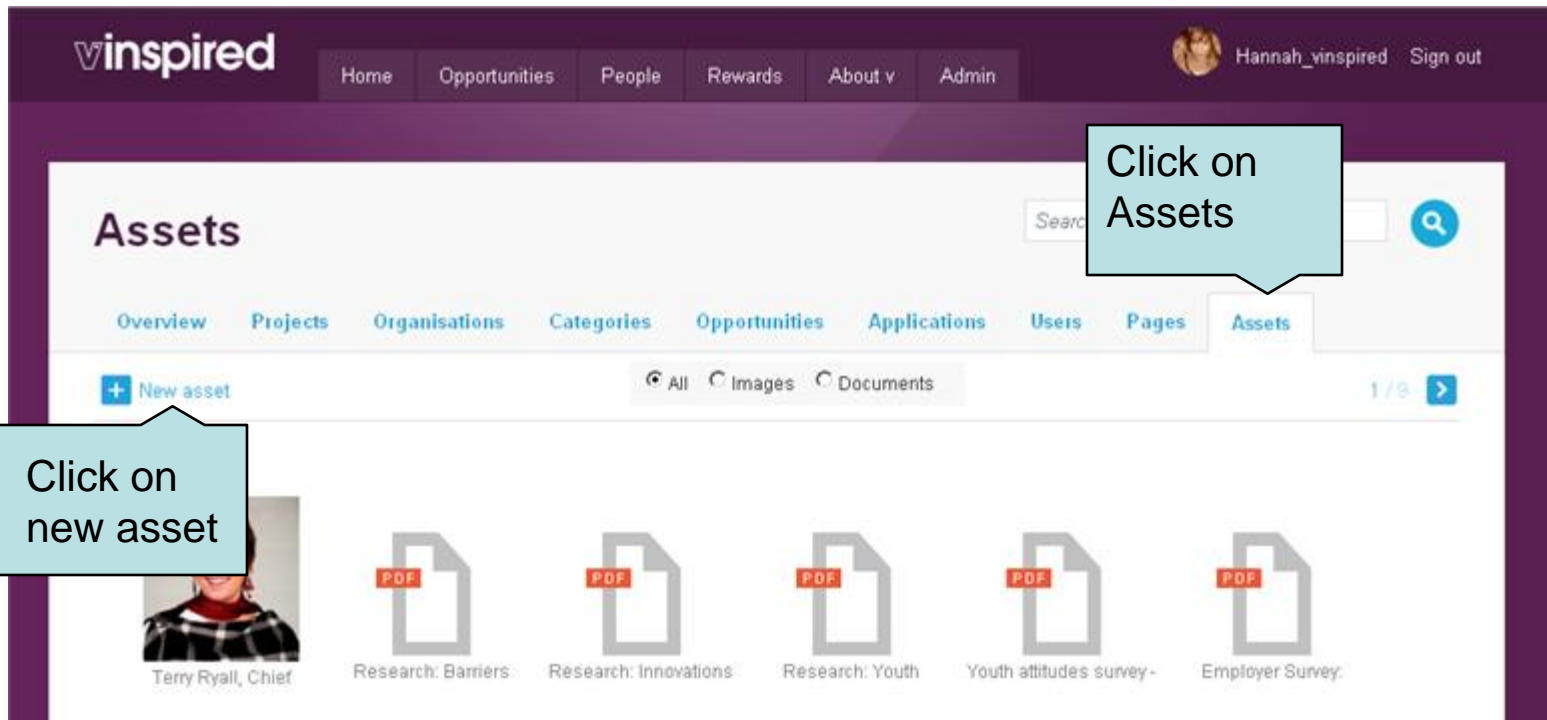 vinspired
Home Opportunities People Rewards About v Admin
Hannah_vinspired Sign out
Click on
Assets
Assets
Searc
Overview Projects Organisations Categories Opportunities Applications Users Pages Assets
New asset
All Images Documents
1 / 9
Click on
new asset
PDF PDF PDF PDF PDF
Terry Ryall, Chief Research: Barriers Research: Innovations Research: Youth Youth attitudes survey - Employer Survey: